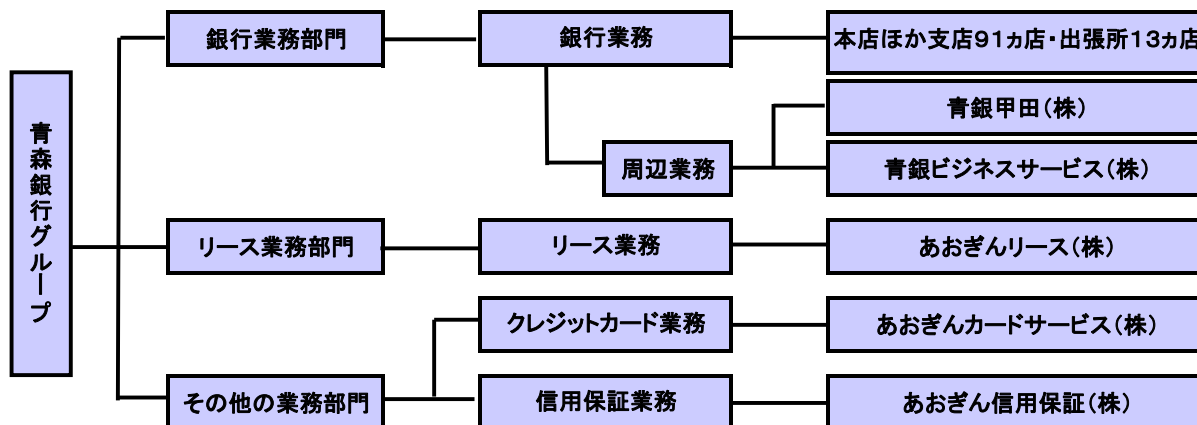 青森銀行グループ
銀行業務部門
銀行業務
本店ほか支店91ヵ店・出張所13ヵ店
青銀甲田(株)
周辺業務
青銀ビジネスサービス(株)
リース業務部門
リース業務
あおぎんリース(株)
クレジットカード業務
あおぎんカードサービス(株)
その他の業務部門
信用保証業務
あおぎん信用保証(株)